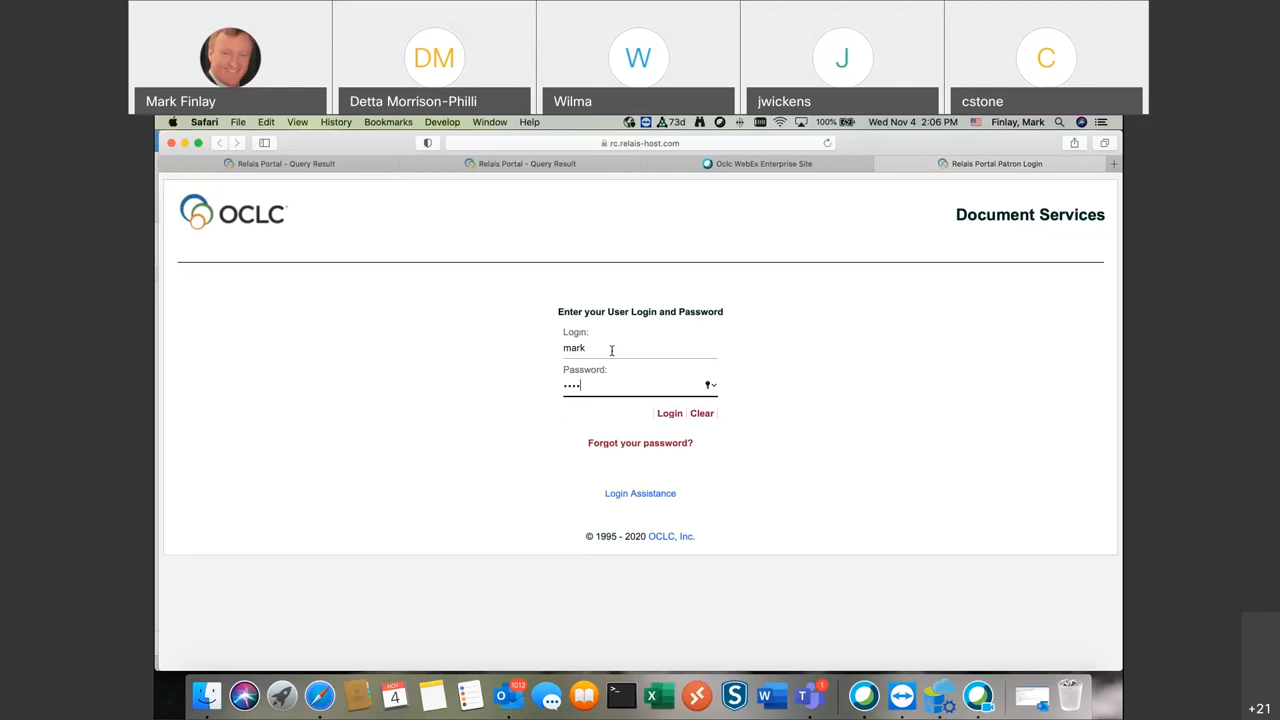 DM
W
J
C
Mark Finlay
Detta Morrison-Philli
Wilma
jwickens
cstone
Safari File Edit View History Bookmarks Develop Window Help
73d
100%
Wed Nov 4 2:06 PM
Finlay, Mark
rc.relais-host.com
Relais Portal - Query Result
Relais Portal - Query Result
Oclc WebEx Enterprise Site
Relais Portal Patron Login
OCLC
Document Services
Enter your User Login and Password
Login:
mark
Password:
••••
Login Clear
Forgot your password?
Login Assistance
© 1995 - 2020 OCLC, Inc.
NOV
4
1012
1
+21